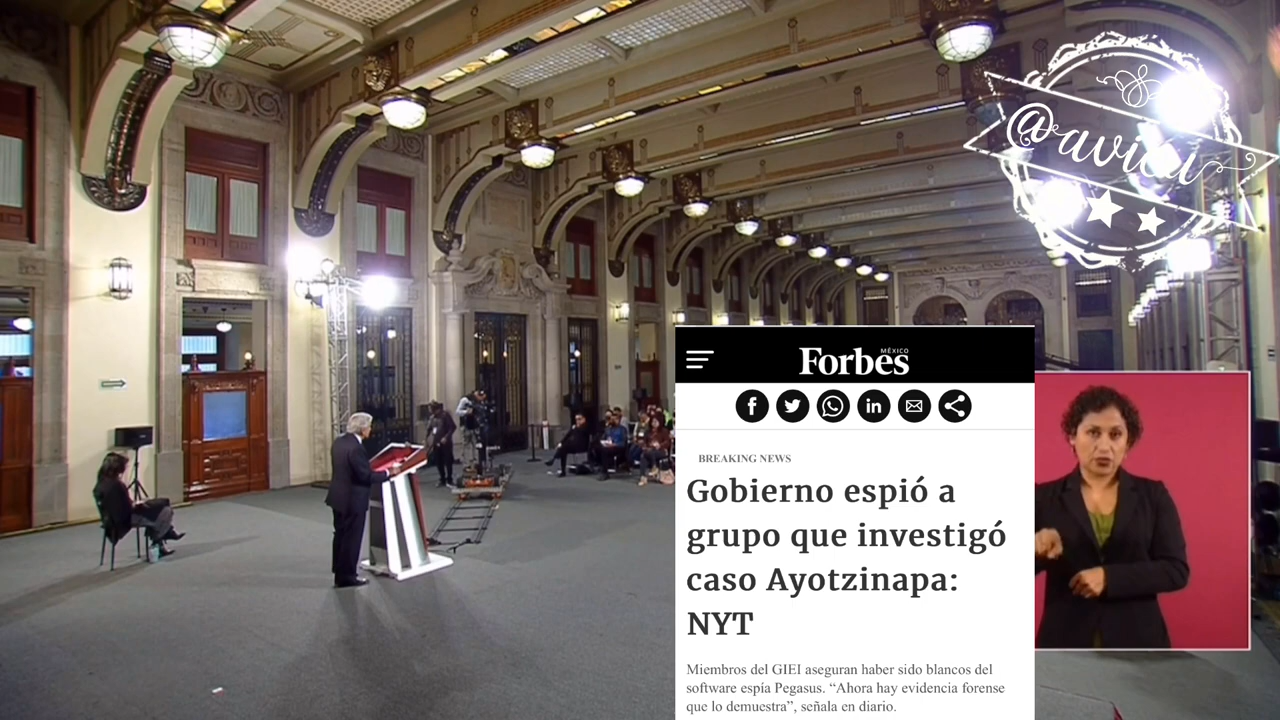 @avila
Forbes
MÉXICO
BREAKING NEWS
Gobierno espió a
grupo que investigó
caso Ayotzinapa:
NYT
Miembros del GIEI aseguran haber sido blancos del
software espía Pegasus. “Ahora hay evidencia forense
que lo demuestra”, señala en diario.